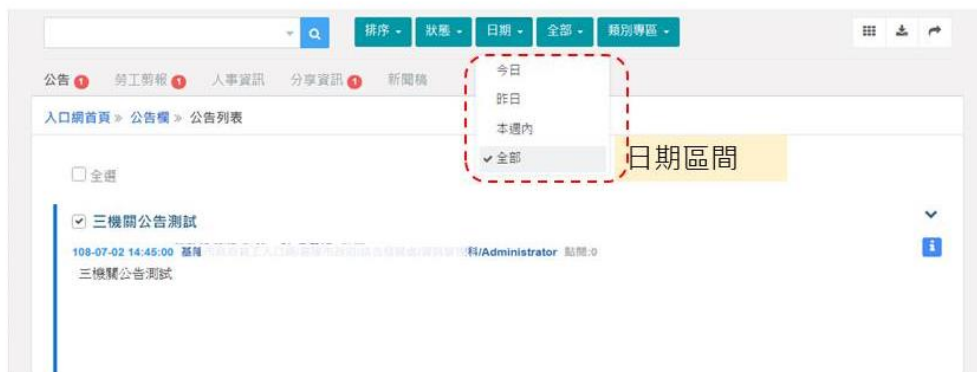 排序 狀態 日期 全部 類別專區
公告 1 勞工剪報 1 人事資訊 分享資訊 1 新聞稿
今日
昨日
本週內
全部
日期區間
入口網首頁 » 公告欄 » 公告列表
全選
三機關公告測試
108-07-02 14:45:00 基隆 科/Administrator 點閱:0
三機關公告測試